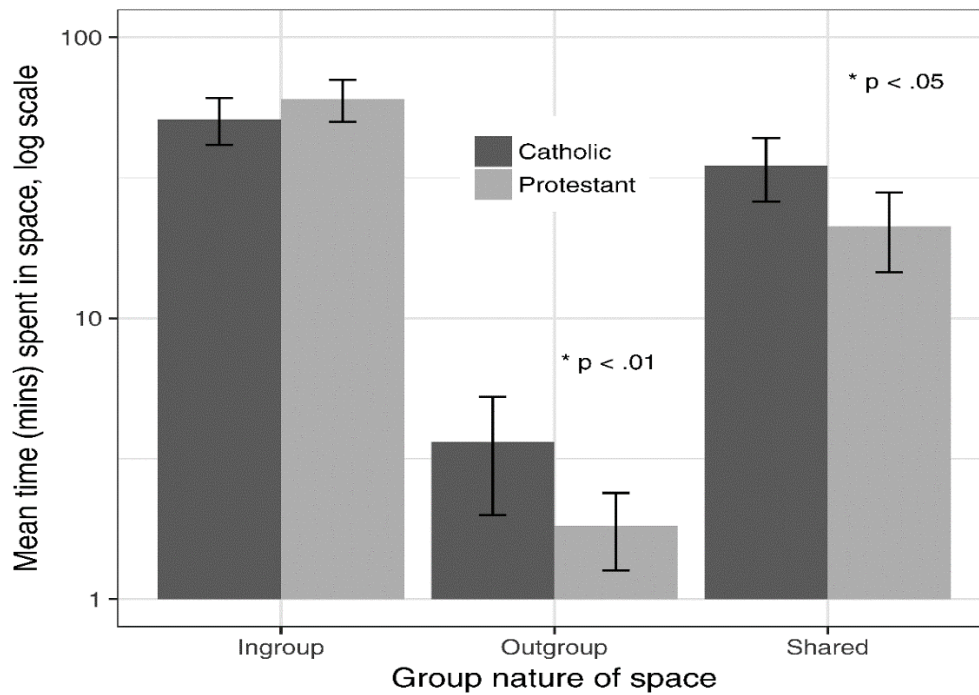 Mean time (mins) spent in space, log scale
100
10
1
* p < .05
Catholic
Protestant
* p < .01
Ingroup
Outgroup
Shared
Group nature of space